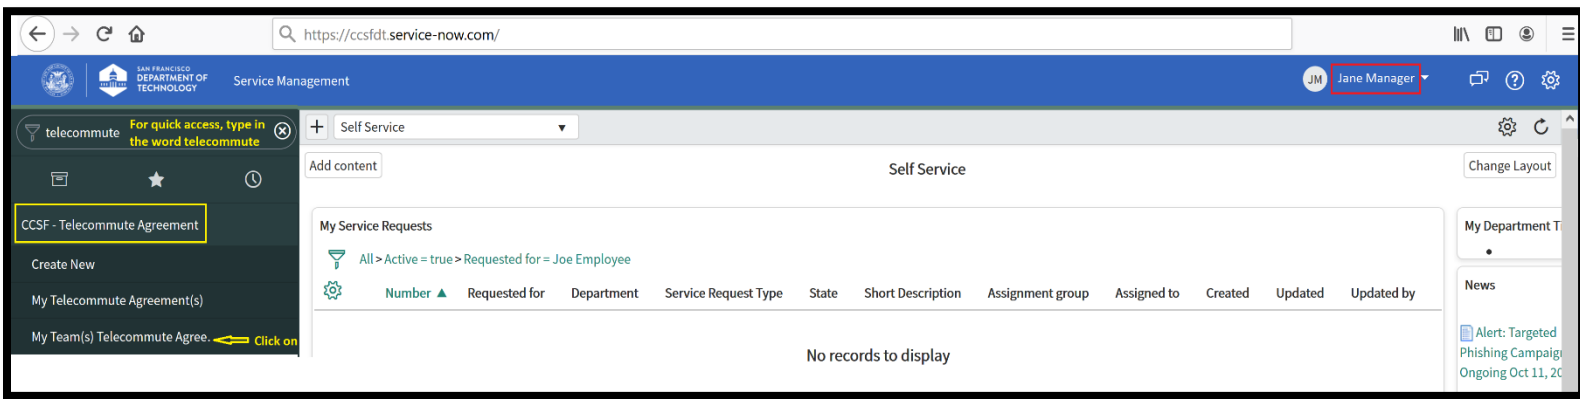 https://ccsfdt.service-now.com/
SAN FRANCISCO
DEPARTMENT OF
TECHNOLOGY
Service Management
JM
Jane Manager
telecommute
For quick access, type in
the word telecommute
Self Service
Add content
Self Service
Change Layout
CCSF - Telecommute Agreement
Create New
My Telecommute Agreement(s)
My Team(s) Telecommute Agree.
Click on
My Service Requests
All > Active = true > Requested for = Joe Employee
Number ▲ Requested for Department Service Request Type State Short Description Assignment group Assigned to Created Updated Updated by
No records to display
My Department Ti
News
Alert: Targeted
Phishing Campaig
Ongoing Oct 11, 20